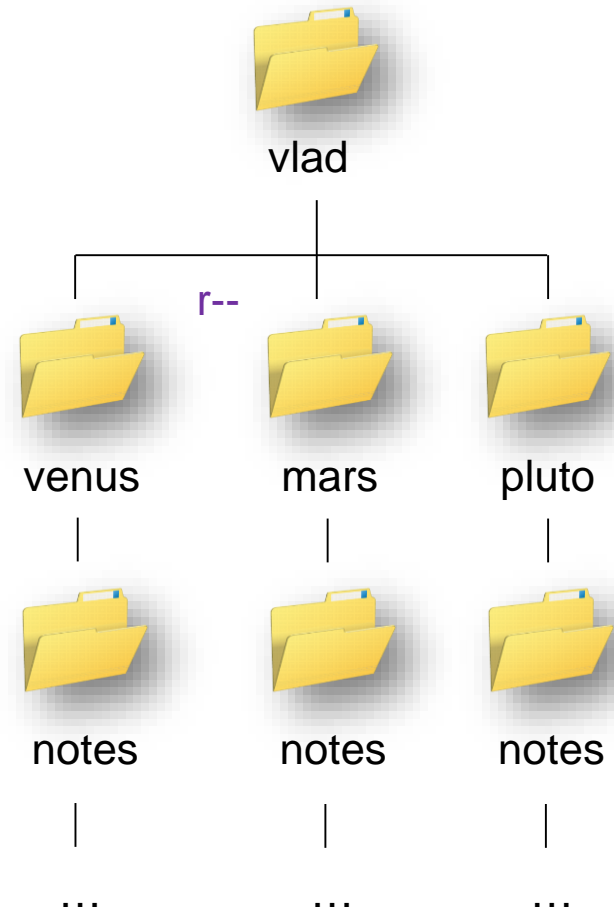 vlad
r--
venus mars pluto
notes notes notes
... ... ...